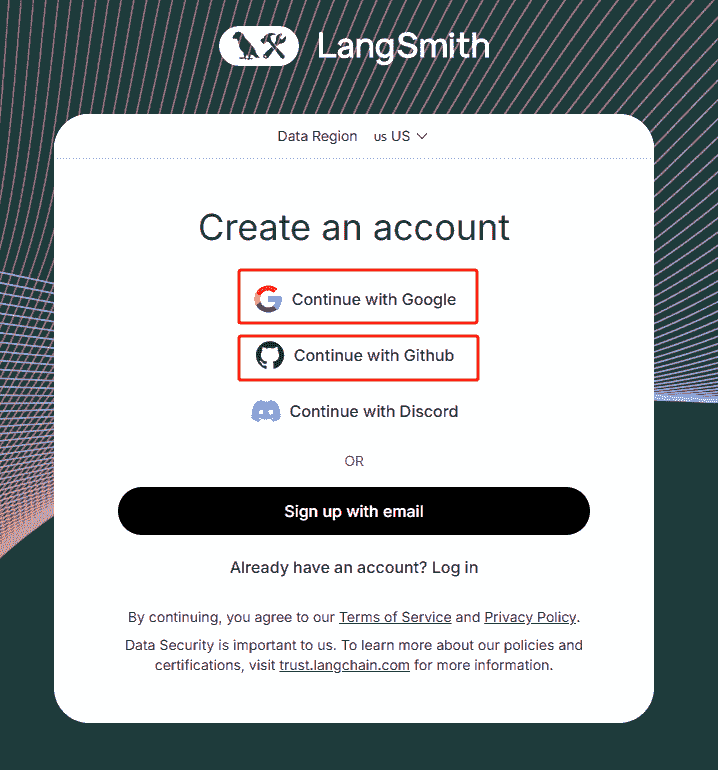 LangSmith
Data Region us US
Create an account
Continue with Google
Continue with Github
Continue with Discord
OR
Sign up with email
Already have an account? Log in
By continuing, you agree to our Terms of Service and Privacy Policy.
Data Security is important to us. To learn more about our policies and
certifications, visit trust.langchain.com for more information.